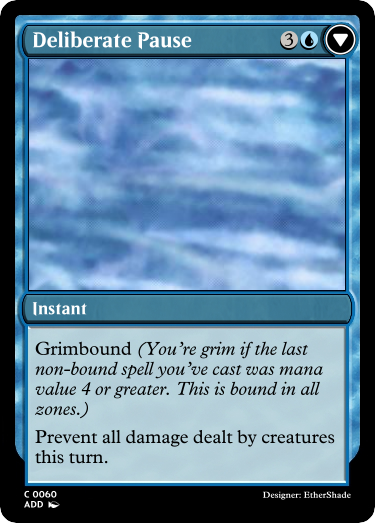 Deliberate Pause 3
Instant
Grimbound (You're grim if the last
non-bound spell you've cast was mana
value 4 or greater. This is bound in all
zones.)
Prevent all damage dealt by creatures
this turn.
C 0060
ADD
Designer: EtherShade